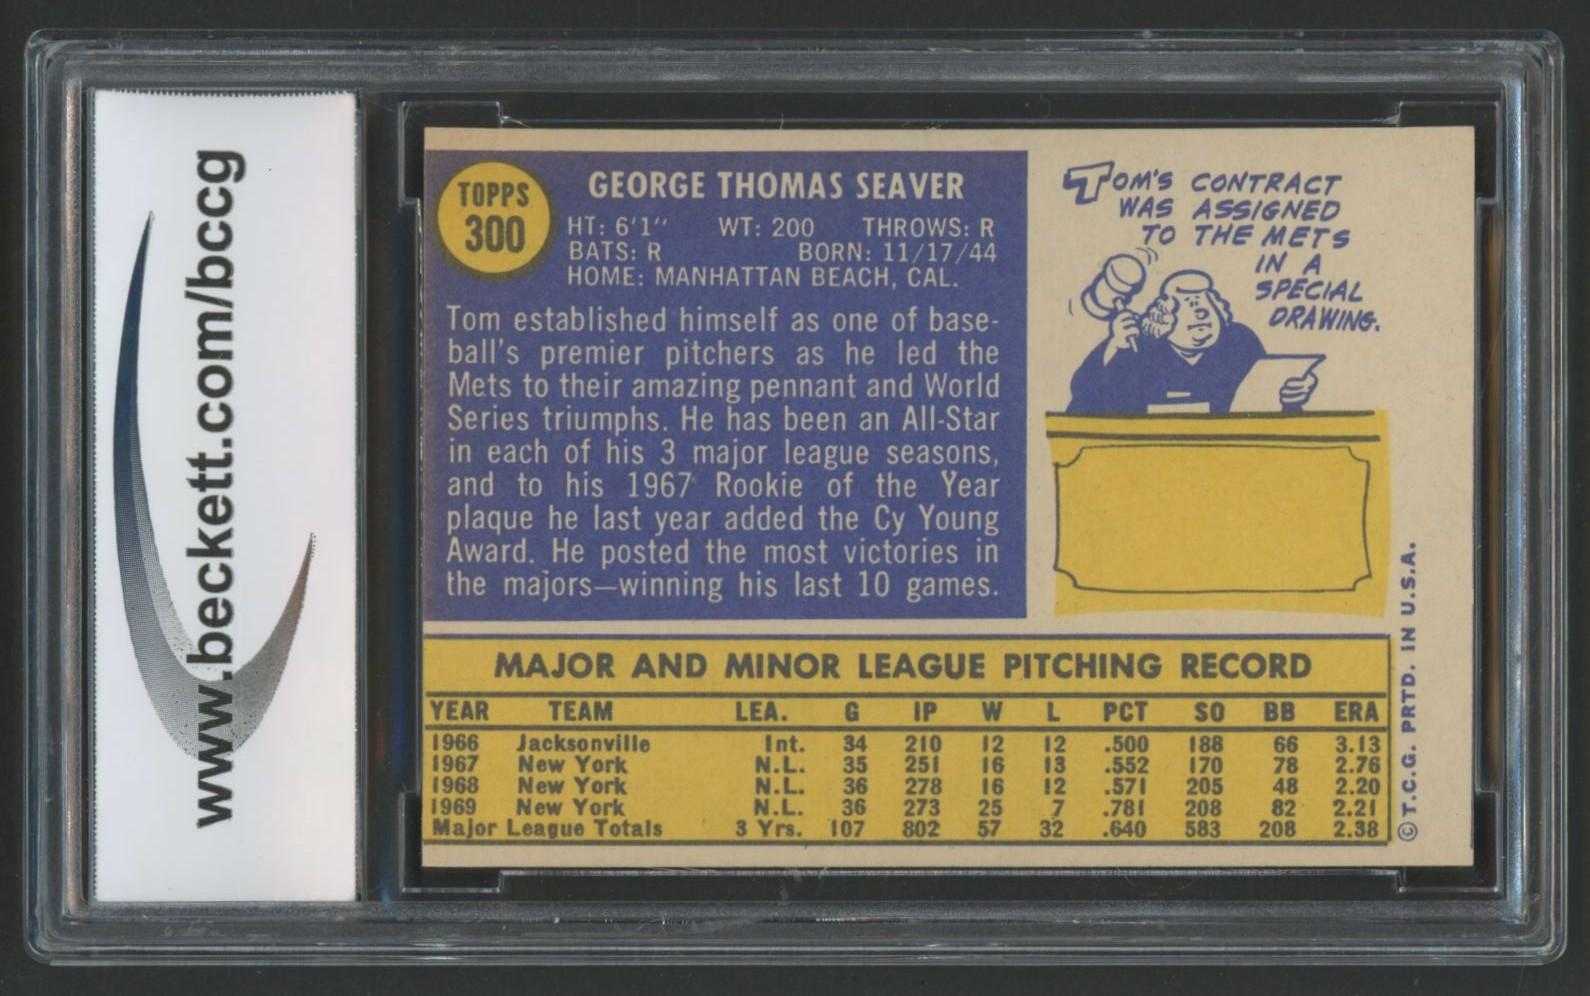 www.beckett.com/bccg
TOPPS
300
GEORGE THOMAS SEAVER
HT: 6'1" WT: 200 THROWS: R
BATS: R BORN: 11/17/44
HOME: MANHATTAN BEACH, CAL.
Tom established himself as one of base-
ball's premier pitchers as he led the
Mets to their amazing pennant and World
Series triumphs. He has been an All-Star
in each of his 3 major league seasons,
and to his 1967 Rookie of the Year
plaque he last year added the Cy Young
Award. He posted the most victories in
the majors—winning his last 10 games.
TOM'S CONTRACT
WAS ASSIGNED
TO THE METS
IN A
SPECIAL
DRAWING.
MAJOR AND MINOR LEAGUE PITCHING RECORD
YEAR TEAM LEA. G IP W L PCT SO BB ERA
1966 Jacksonville Int. 34 210 12 12 .500 188 66 3.13
1967 New York N.L. 35 251 16 13 .552 170 78 2.76
1968 New York N.L. 36 278 16 12 .571 205 48 2.20
1969 New York N.L. 36 273 25 7 .781 208 82 2.21
Major League Totals 3 Yrs. 107 802 57 32 .640 583 208 2.38
© T.C.G. PRTD. IN U.S.A.